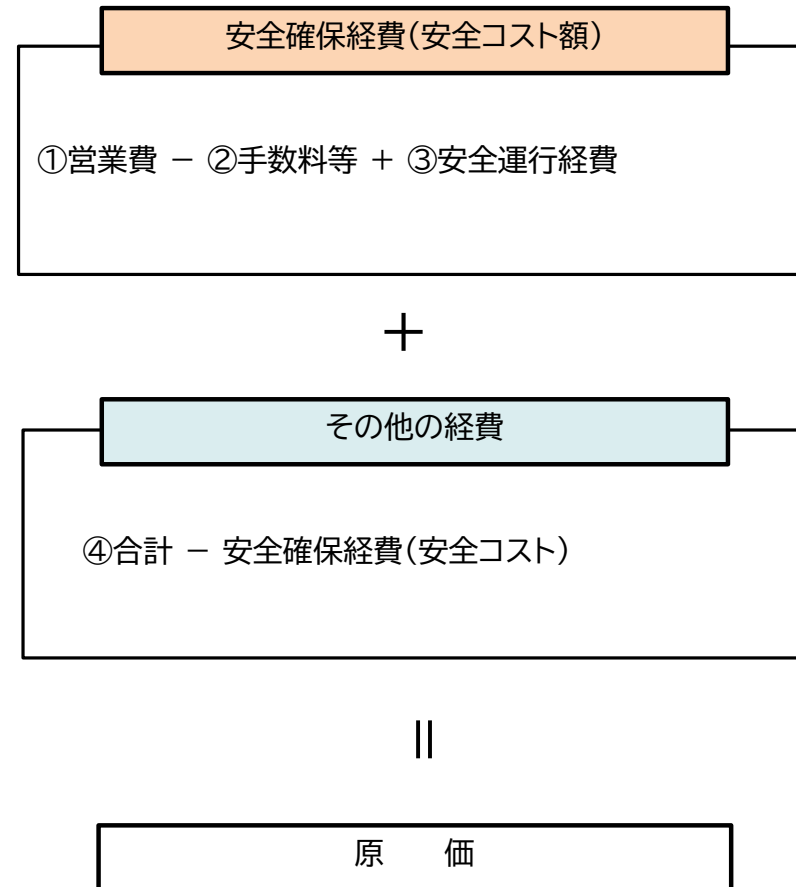 安全確保経費(安全コスト額)
①営業費 － ②手数料等 ＋ ③安全運行経費
＋
その他の経費
④合計 － 安全確保経費(安全コスト)
＝
原　価